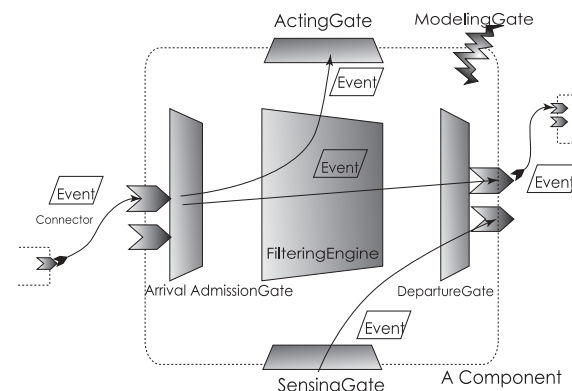 ActingGate
ModelingGate
Event
Event
Event
Event
Connector
FilteringEngine
Arrival AdmissionGate
DepartureGate
Event
SensingGate
A Component